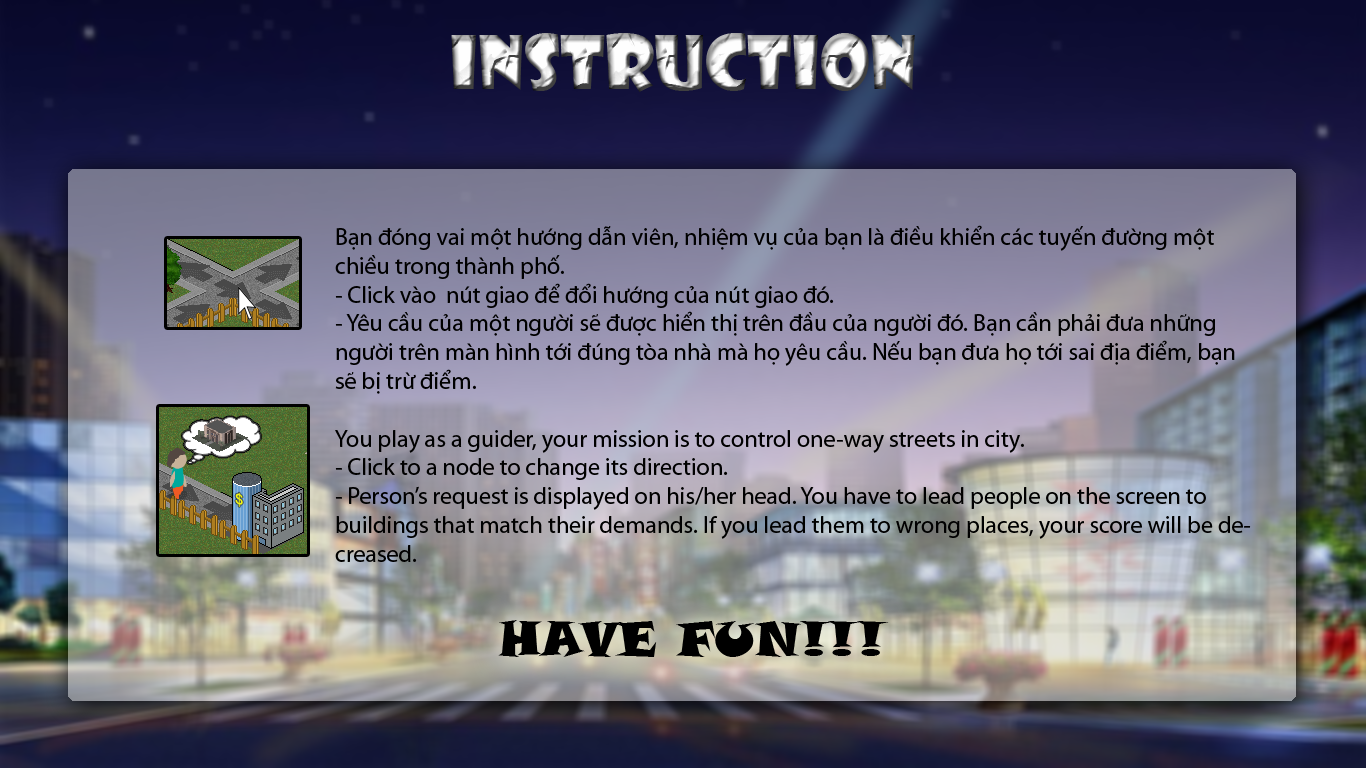 INSTRUCTION
Bạn đóng vai một hướng dẫn viên, nhiệm vụ của bạn là điều khiển các tuyến đường một
chiều trong thành phố.
- Click vào  nút giao để đổi hướng của nút giao đó.
- Yêu cầu của một người sẽ được hiển thị trên đầu của người đó. Bạn cần phải đưa những
người trên màn hình tới đúng tòa nhà mà họ yêu cầu. Nếu bạn đưa họ tới sai địa điểm, bạn
sẽ bị trừ điểm.
$
You play as a guider, your mission is to control one-way streets in city.
- Click to a node to change its direction.
- Person’s request is displayed on his/her head. You have to lead people on the screen to
buildings that match their demands. If you lead them to wrong places, your score will be de-
creased.
HAVE FUN!!!